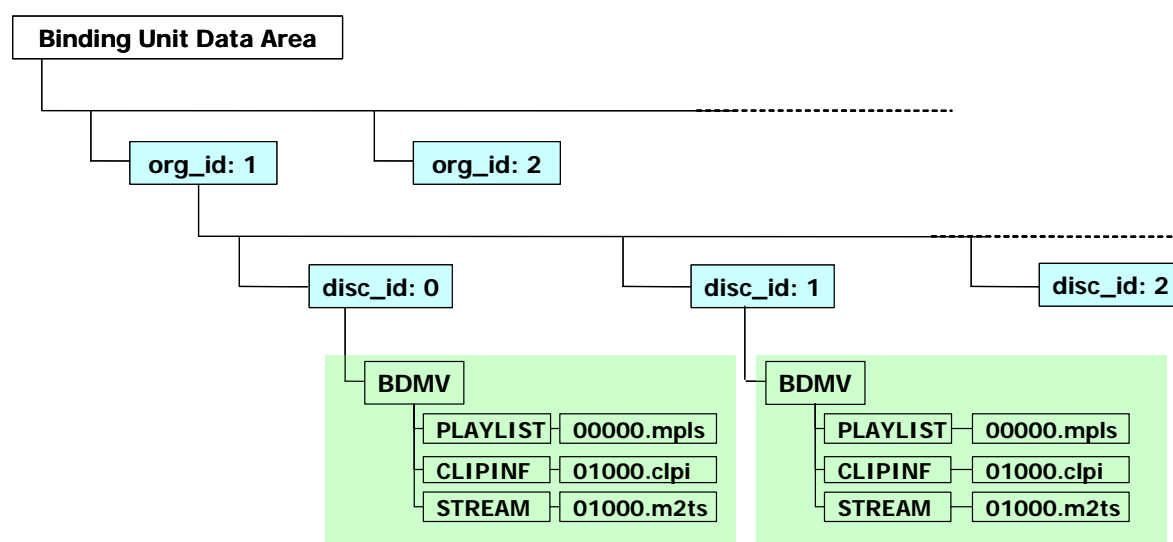 Binding Unit Data Area
org_id: 1
org_id: 2
disc_id: 0
disc_id: 1
disc_id: 2
BDMV
PLAYLIST
00000.mpls
CLIPINF
01000.clpi
STREAM
01000.m2ts
BDMV
PLAYLIST
00000.mpls
CLIPINF
01000.clpi
STREAM
01000.m2ts